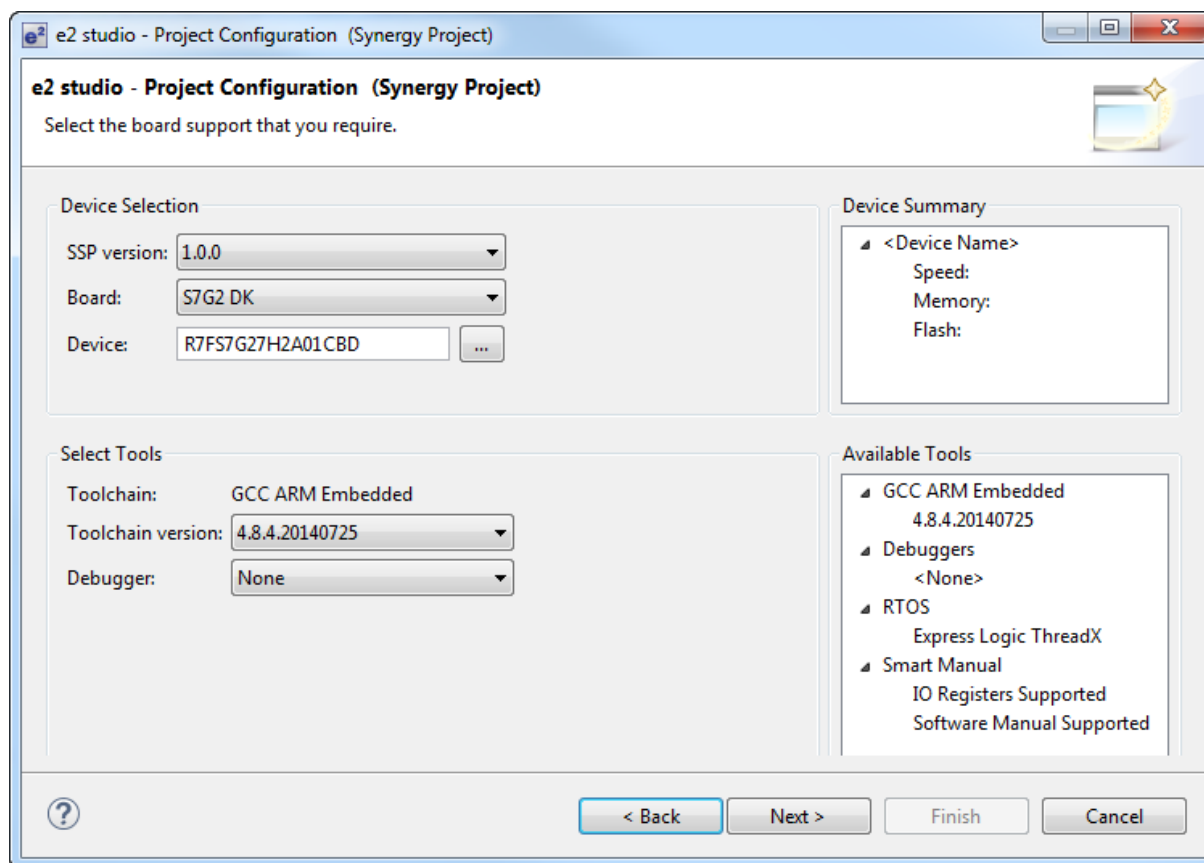 e2 studio - Project Configuration (Synergy Project)
e2 studio - Project Configuration (Synergy Project)
Select the board support that you require.
Device Selection
SSP version: 1.0.0
Board: S7G2 DK
Device: R7FS7G27H2A01CBD ...
Device Summary
<Device Name>
Speed:
Memory:
Flash:
Select Tools
Toolchain: GCC ARM Embedded
Toolchain version: 4.8.4.20140725
Debugger: None
Available Tools
GCC ARM Embedded
4.8.4.20140725
Debuggers
<None>
RTOS
Express Logic ThreadX
Smart Manual
IO Registers Supported
Software Manual Supported
? < Back Next > Finish Cancel